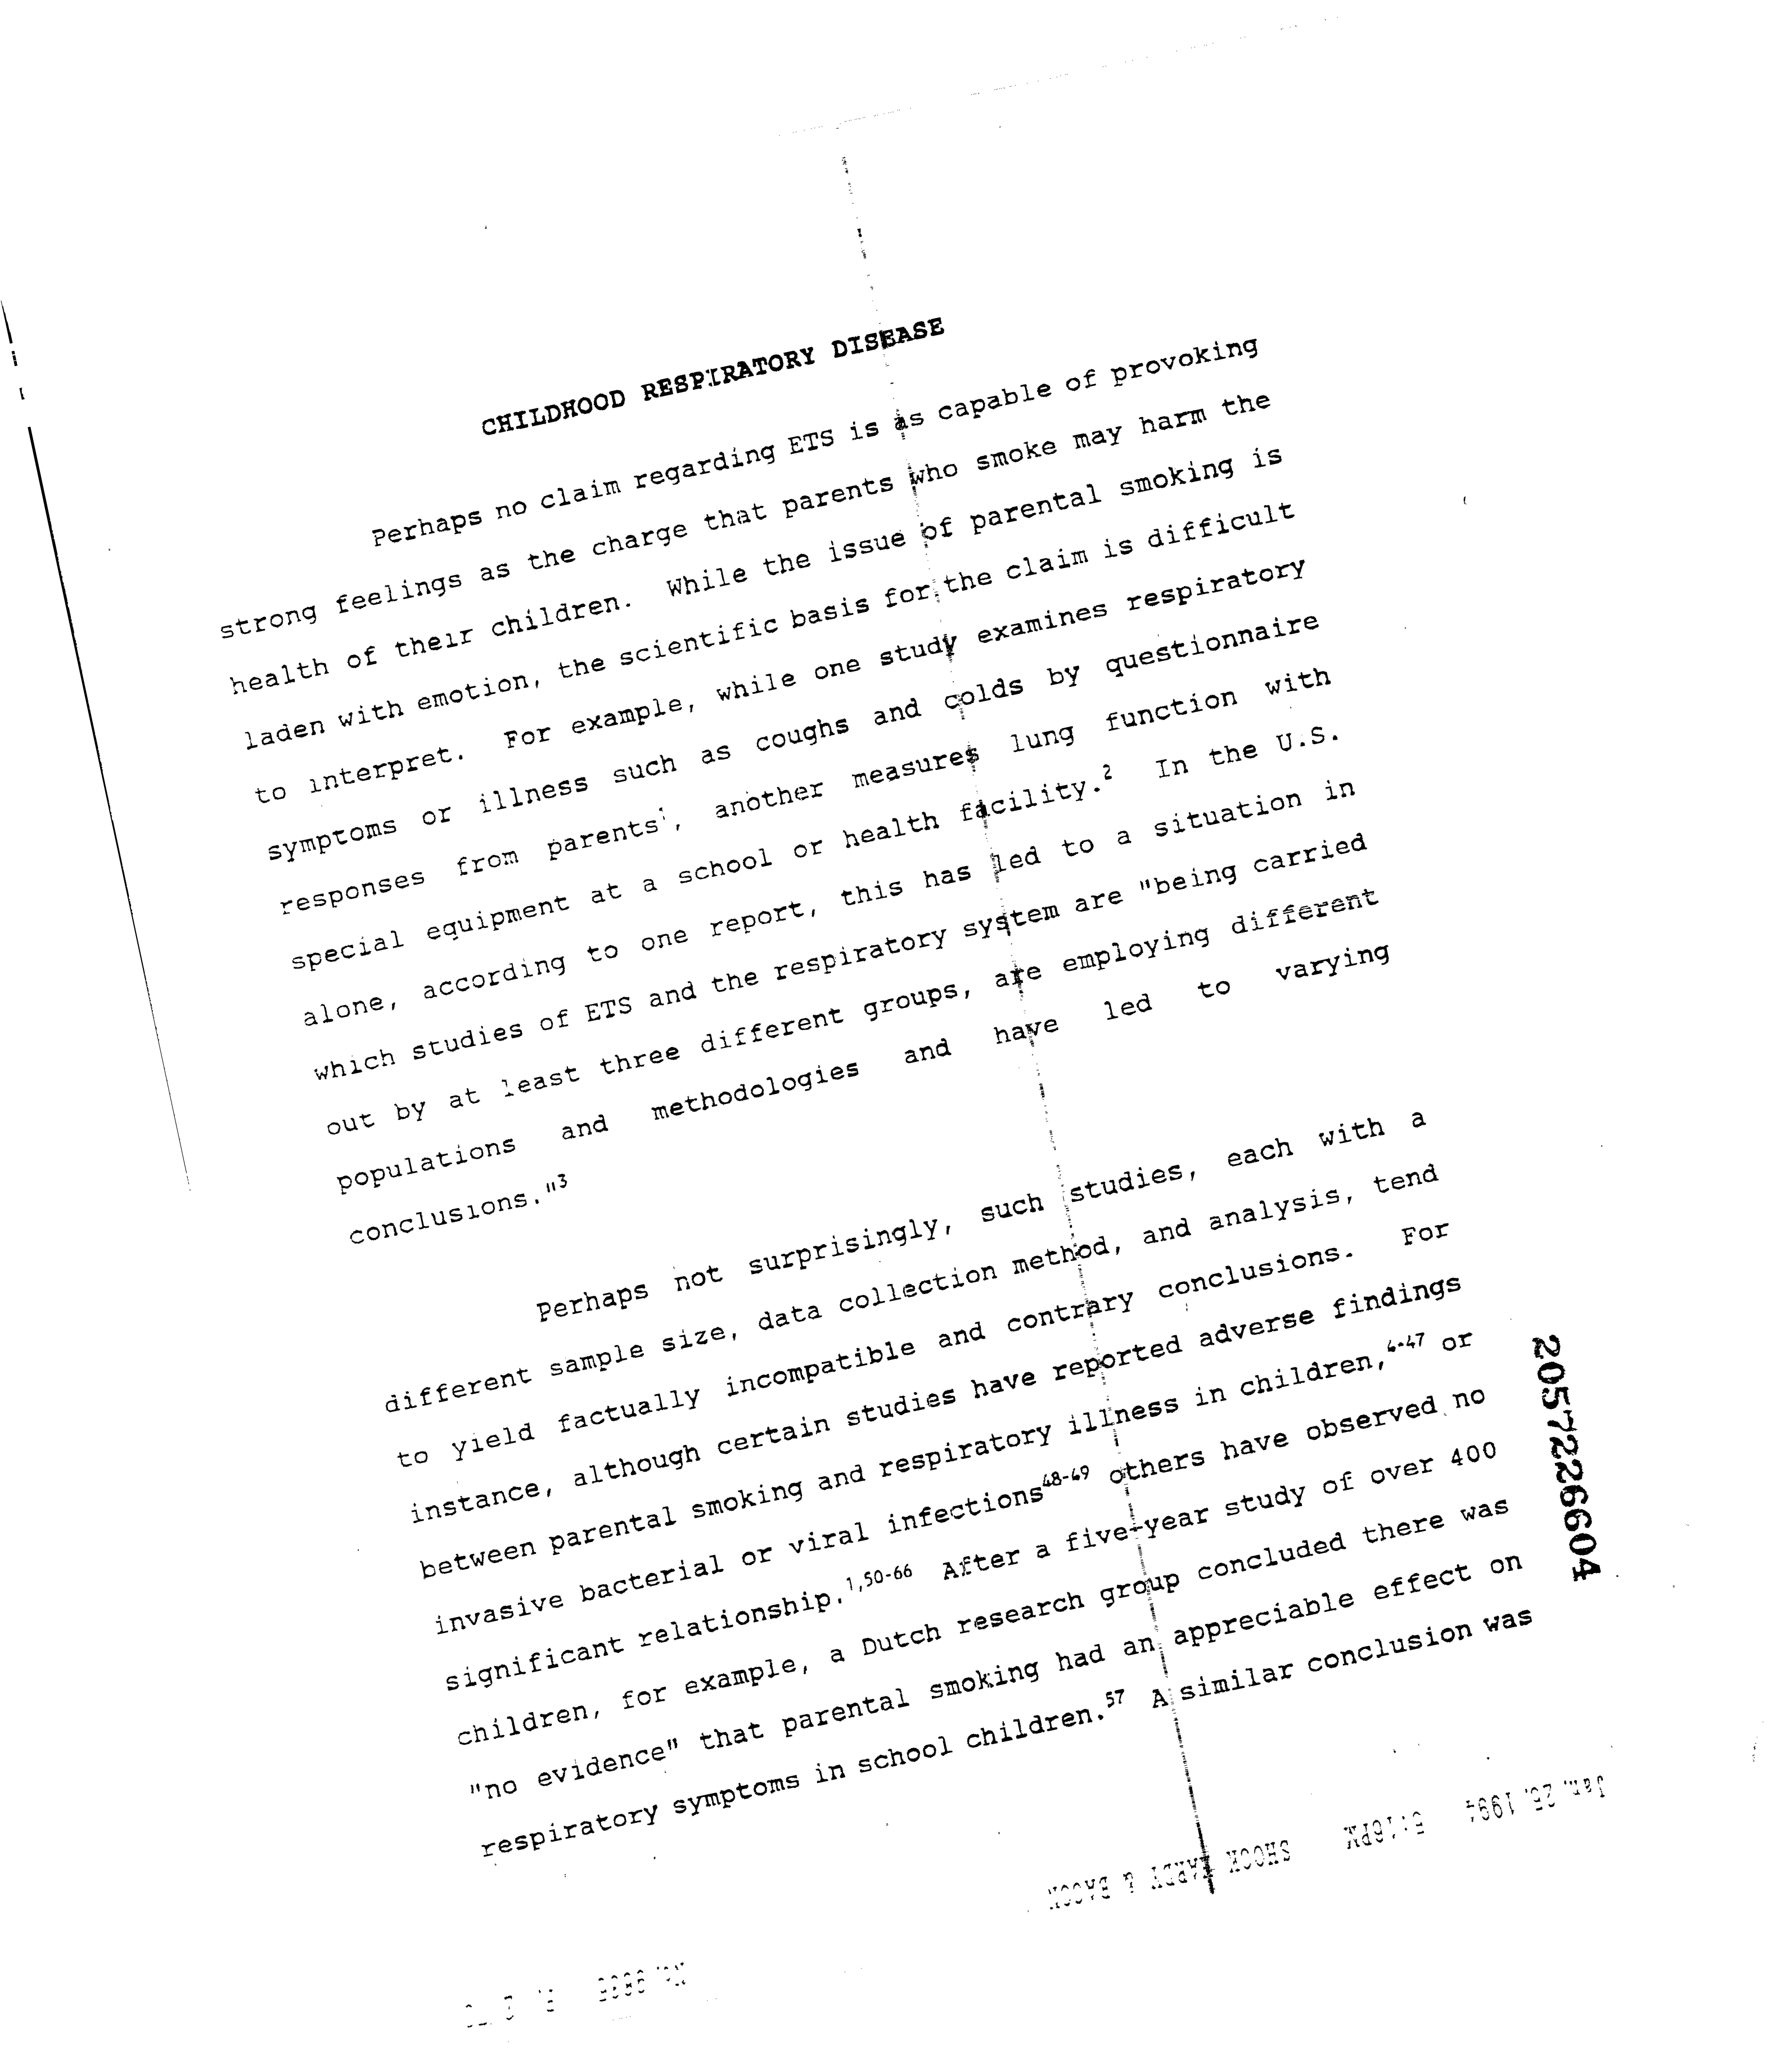 CHILDHOOD RESPIRATORY DISEASE
Perhaps no claim regarding ETS is as capable of provoking
strong feelings as the charge that parents who smoke may harm the
health of their children. While the issue of parental smoking is
laden with emotion, the scientific basis for the claim is difficult
to interpret. For example, while one study examines respiratory
symptoms or illness such as coughs and colds by questionnaire
responses from parents¹, another measures lung function with
special equipment at a school or health facility.² In the U.S.
alone, according to one report, this has led to a situation in
which studies of ETS and the respiratory system are "being carried
out by at least three different groups, are employing different
populations and methodologies and have led to varying
conclusions."³
Perhaps not surprisingly, such studies, each with a
different sample size, data collection method, and analysis, tend
to yield factually incompatible and contrary conclusions. For
instance, although certain studies have reported adverse findings
between parental smoking and respiratory illness in children,⁴⁻⁴⁷ or
invasive bacterial or viral infections⁴⁸⁻⁴⁹ others have observed no
significant relationship.¹,⁵⁰⁻⁶⁶ After a five-year study of over 400
children, for example, a Dutch research group concluded there was
"no evidence" that parental smoking had an appreciable effect on
respiratory symptoms in school children.⁵⁷ A similar conclusion was
2057226604
Jan. 25. 1994 5:16PM SHOOK HARDY & BACON